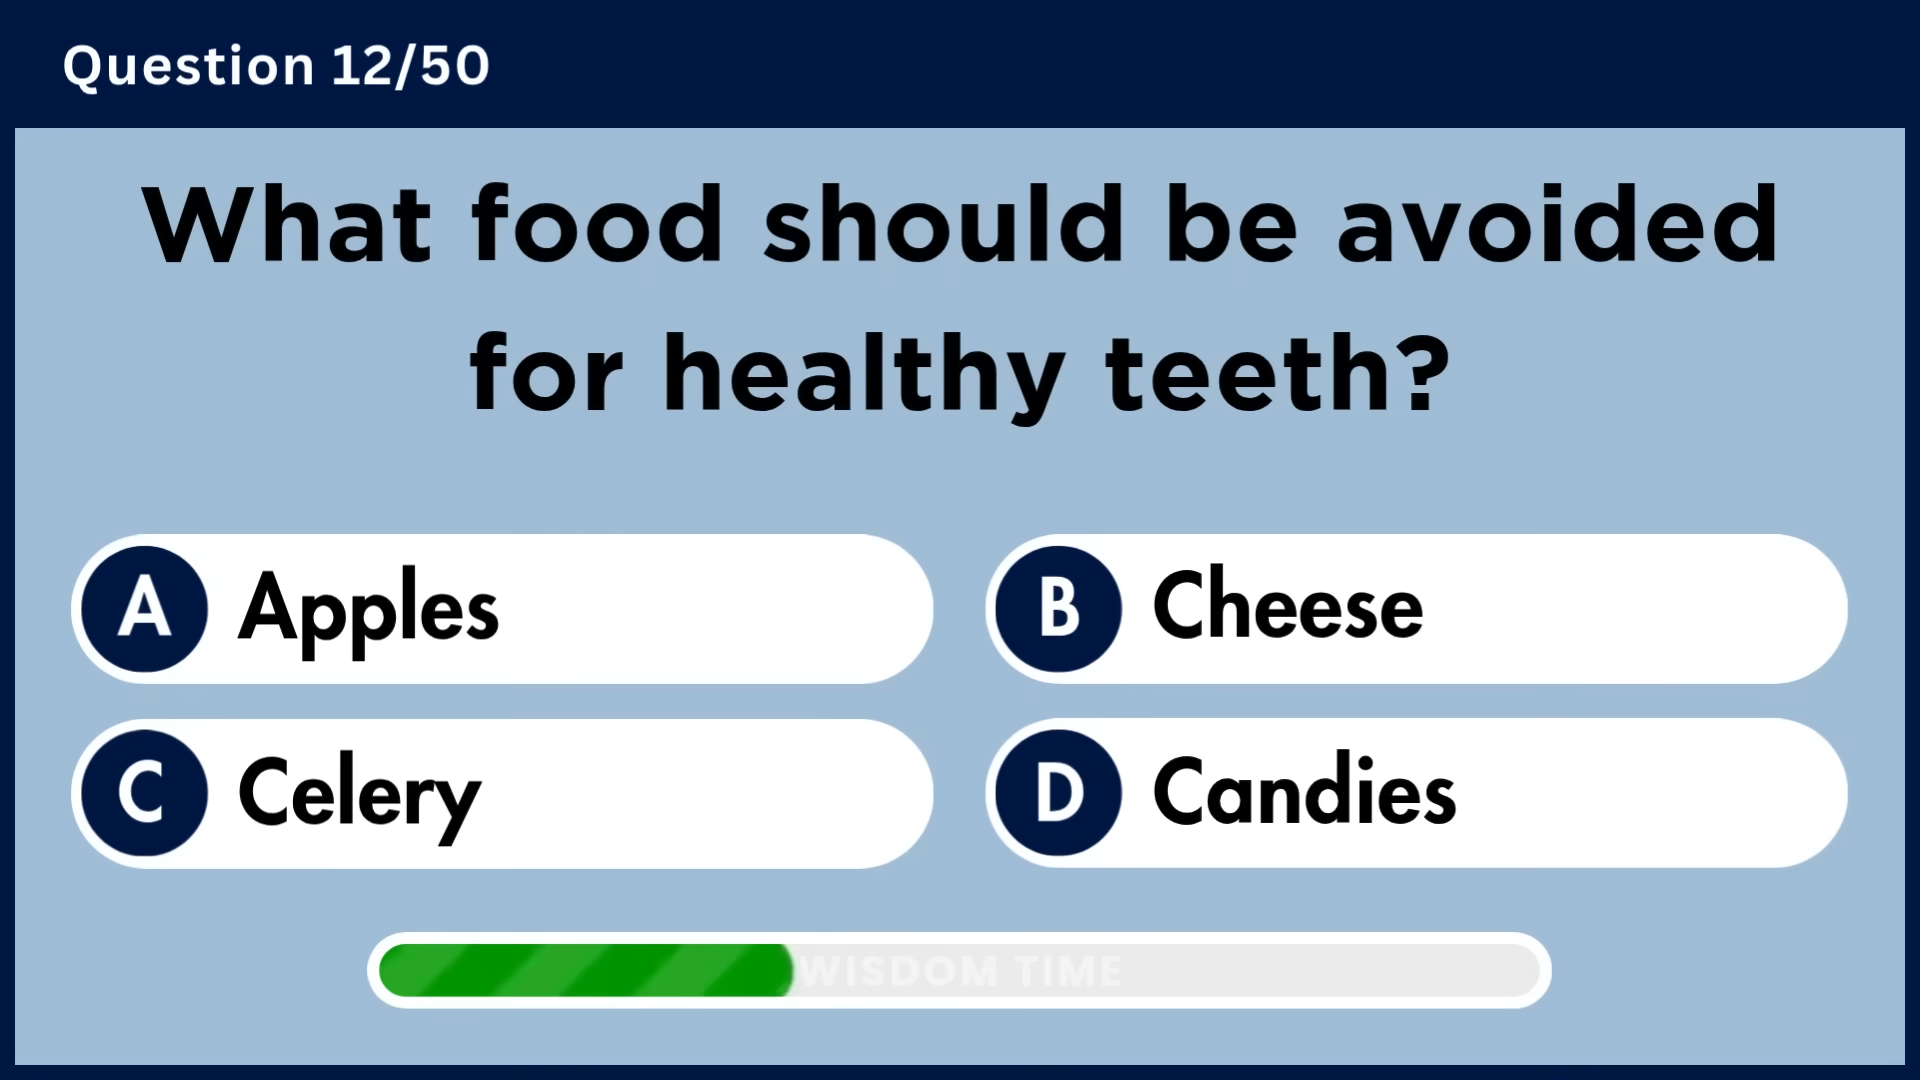 Question 12/50
What food should be avoided
for healthy teeth?
A Apples
B Cheese
C Celery
D Candies
WISDOM TIME